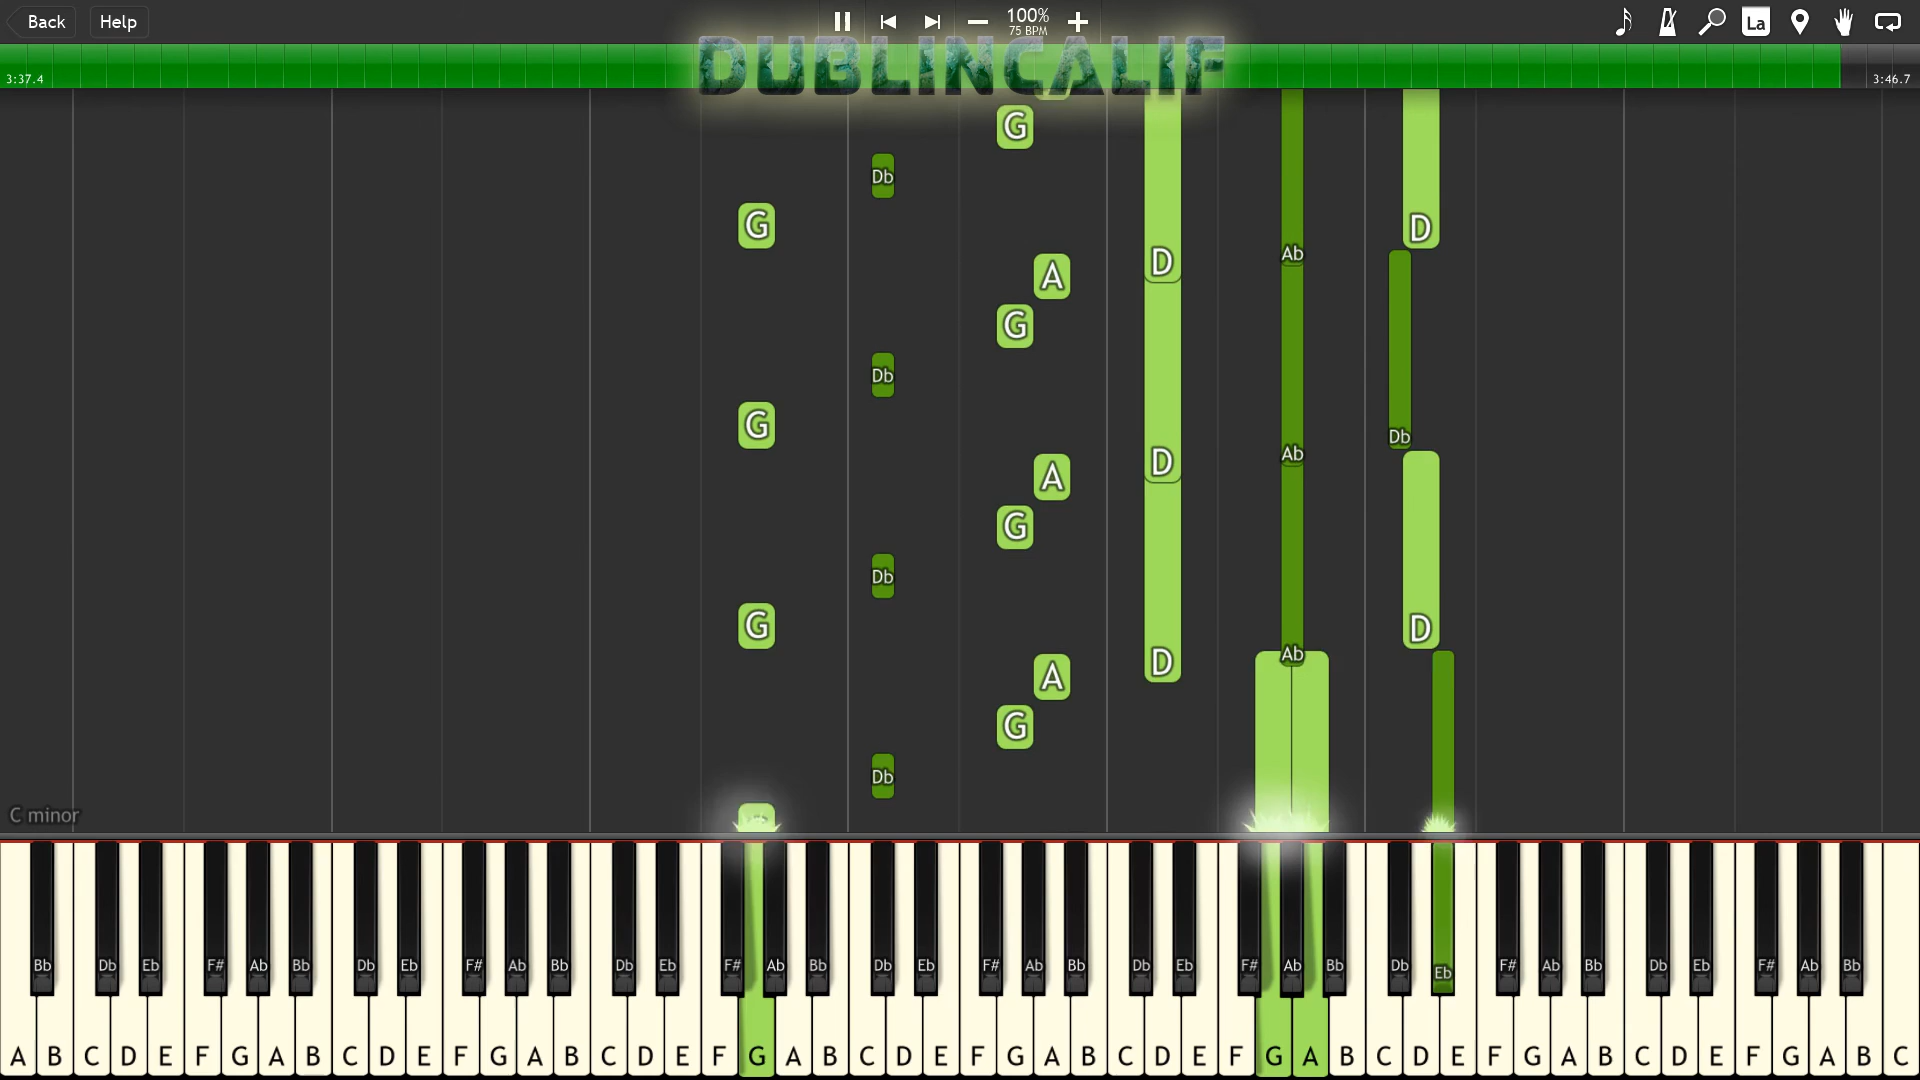 Back Help 100%
75 BPM La
DUBLINCALIF
3:37.4 3:46.7
G
Db
G D
G D
Ab
A
G
Db
G Db
D
Ab
A
G
Db
G D
Ab
D
A
G
Db
C minor
Bb Db Eb F# Ab Bb Db Eb F# Ab Bb Db Eb F# Ab Bb Db Eb F# Ab Bb Db Eb F# Ab Bb Db Eb F# Ab Bb Db Eb F# Ab Bb
A B C D E F G A B C D E F G A B C D E F G A B C D E F G A B C D E F G A B C D E F G A B C D E F G A B C